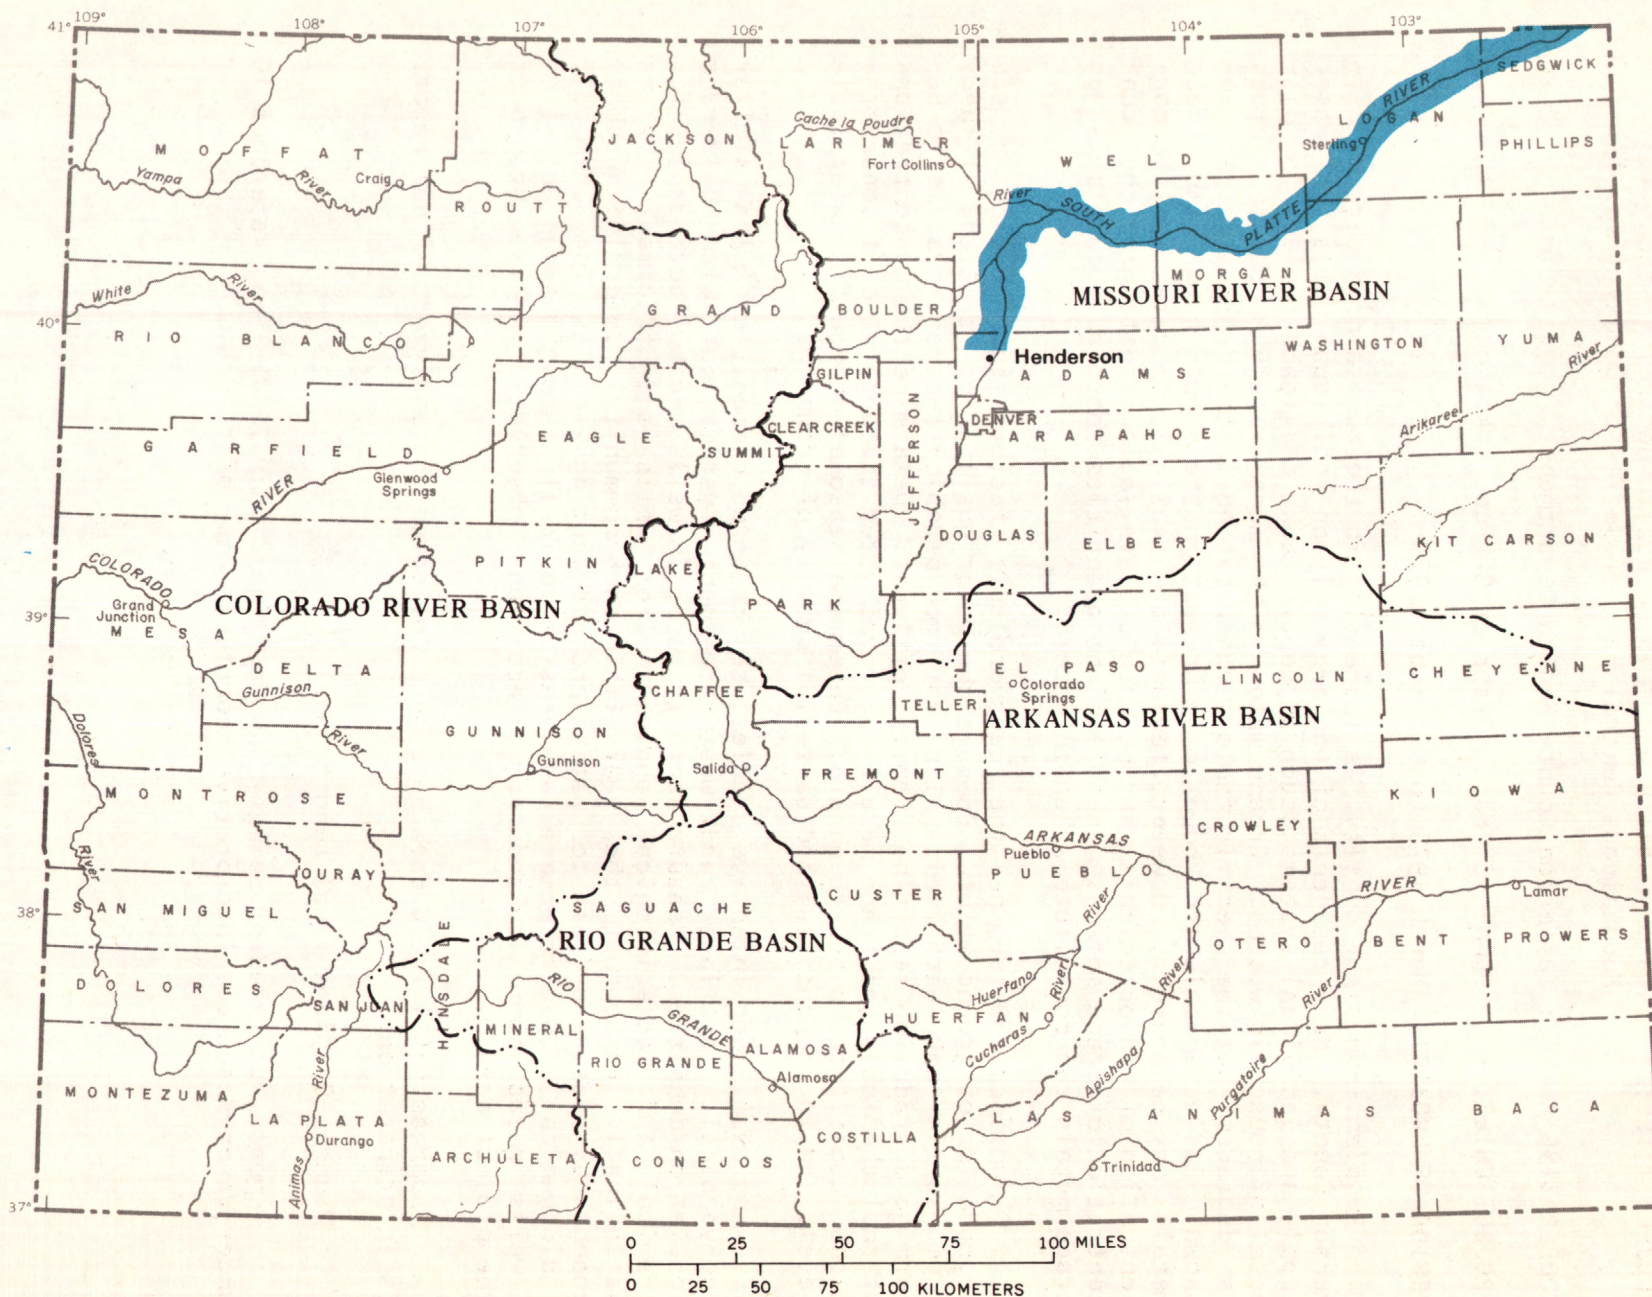 41° 109° 108° 107° 106° 105° 104° 103°
SEDGWICK
RIVER
LOGAN
Sterling
PHILLIPS
Cache la Poudre
JACKSON
LARIMER
Fort Collins
WELD
MOFFAT
Yampa
River
Craig
ROUTT
River
SOUTH
PLATTE
MORGAN
MISSOURI RIVER BASIN
White
River
40°
RIO BLANCO
GRAND
BOULDER
WASHINGTON
YUMA
River
Henderson
ADAMS
GILPIN
DENVER
ARAPAHOE
Arikaree
CLEAR CREEK
JEFFERSON
GARFIELD
EAGLE
SUMMIT
Glenwood
Springs
RIVER
DOUGLAS
ELBERT
KIT CARSON
COLORADO
PITKIN
LAKE
PARK
Grand
Junction
COLORADO RIVER BASIN
39°
MESA
DELTA
Gunnison
River
EL PASO
Colorado
Springs
LINCOLN
CHEYENNE
CHAFFEE
TELLER
ARKANSAS RIVER BASIN
Dolores
River
GUNNISON
Gunnison
Salida
FREMONT
MONTROSE
KIOWA
CROWLEY
ARKANSAS
Pueblo
PUEBLO
RIVER
Lamar
OURAY
38°
SAN MIGUEL
SAGUACHE
CUSTER
River
RIO GRANDE BASIN
OTERO
BENT
PROWERS
DOLORES
SAN JUAN
HINSDALE
RIO
GRANDE
Huerfano
River
River
River
HUERFANO
MINERAL
RIO GRANDE
ALAMOSA
Alamosa
Cucharas
Apishapa
Purgatoire
MONTEZUMA
River
LA PLATA
Durango
Animas
LAS ANIMAS
BACA
COSTILLA
ARCHULETA
CONEJOS
Trinidad
37°
0 25 50 75 100 MILES
0 25 50 75 100 KILOMETERS